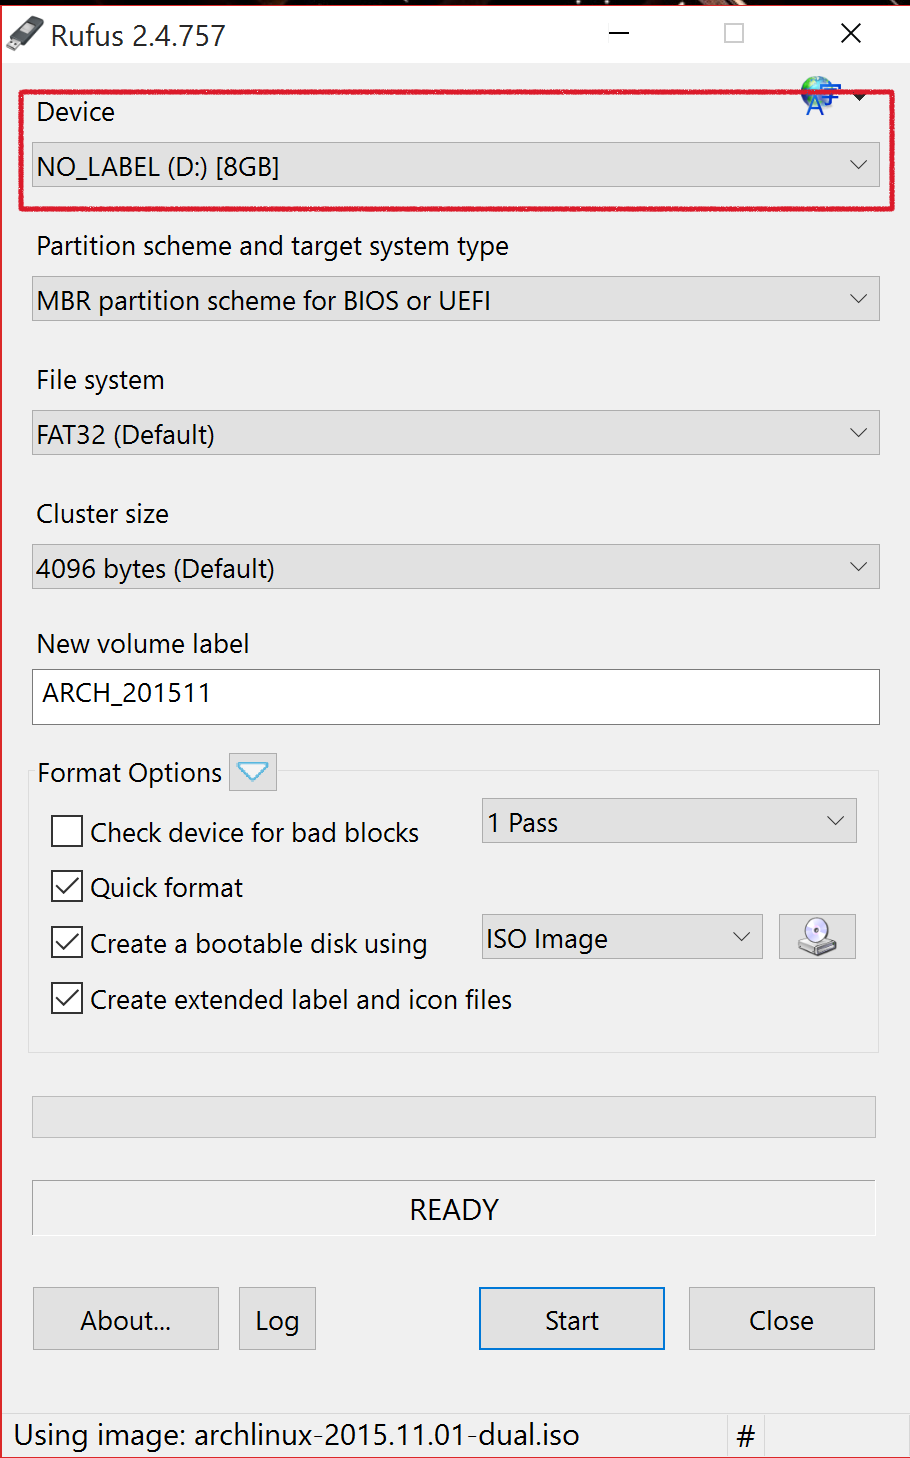 Rufus 2.4.757
Device
NO_LABEL (D:) [8GB]
Partition scheme and target system type
MBR partition scheme for BIOS or UEFI
File system
FAT32 (Default)
Cluster size
4096 bytes (Default)
New volume label
ARCH_201511
Format Options
Check device for bad blocks
1 Pass
Quick format
Create a bootable disk using
ISO Image
Create extended label and icon files
READY
About...
Log
Start
Close
Using image: archlinux-2015.11.01-dual.iso
#